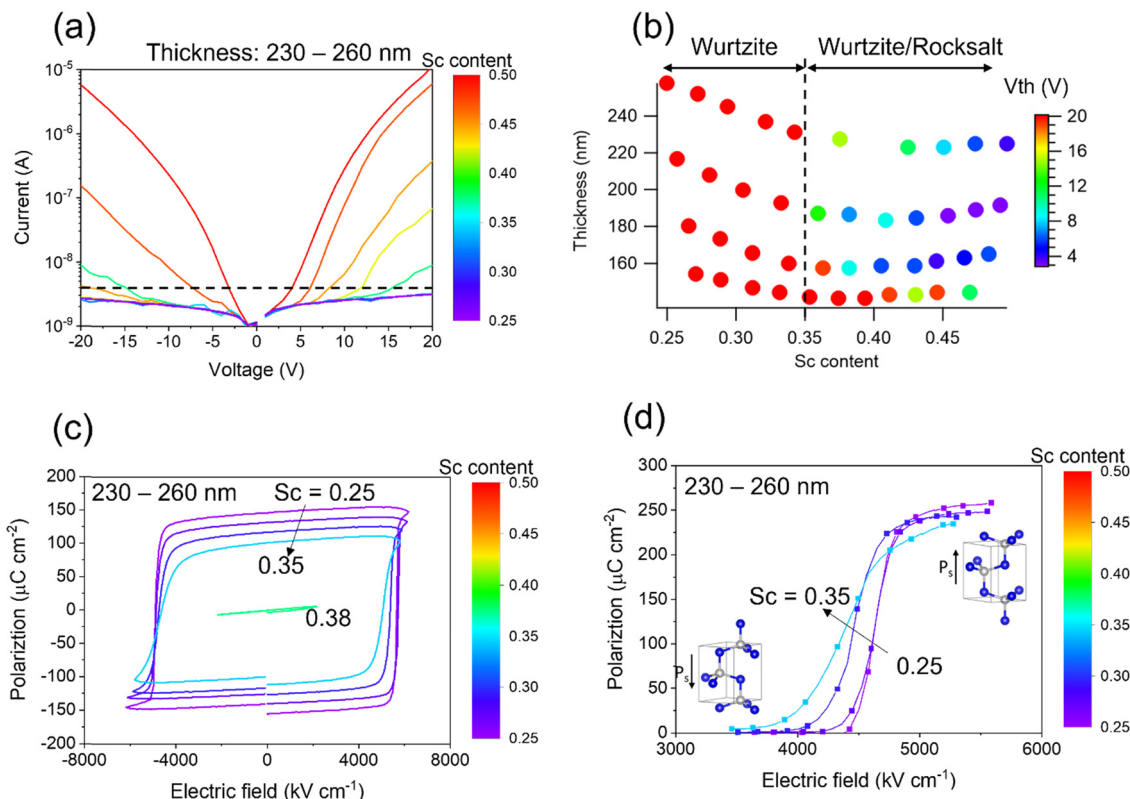 (a)
Thickness: 230 – 260 nm
Sc content
10⁻⁵
10⁻⁶
10⁻⁷
10⁻⁸
10⁻⁹
Current (A)
-20 -15 -10 -5 0 5 10 15 20
Voltage (V)
0.50
0.45
0.40
0.35
0.30
0.25
(b)
Wurtzite Wurtzite/Rocksalt
Vth (V)
240
220
200
180
160
Thickness (nm)
0.25 0.30 0.35 0.40 0.45
Sc content
20
16
12
8
4
(c)
Sc content
230 – 260 nm
Sc = 0.25
0.35
0.38
200
150
100
50
0
-50
-100
-150
-200
Polariztion (μC cm⁻²)
-8000 -4000 0 4000 8000
Electric field (kV cm⁻¹)
0.50
0.45
0.40
0.35
0.30
0.25
(d)
Sc content
230 – 260 nm
Sc = 0.35
0.25
Pₛ
Pₛ
300
250
200
150
100
50
0
Polariztion (μC cm⁻²)
3000 4000 5000 6000
Electric field (kV cm⁻¹)
0.50
0.45
0.40
0.35
0.30
0.25